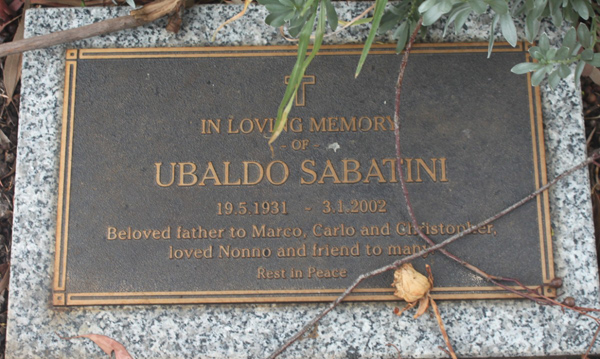 IN LOVING MEMORY
- OF -
UBALDO SABATINI
19.5.1931 - 3.1.2002
Beloved father to Marco, Carlo and Christopher,
loved Nonno and friend to many
Rest in Peace